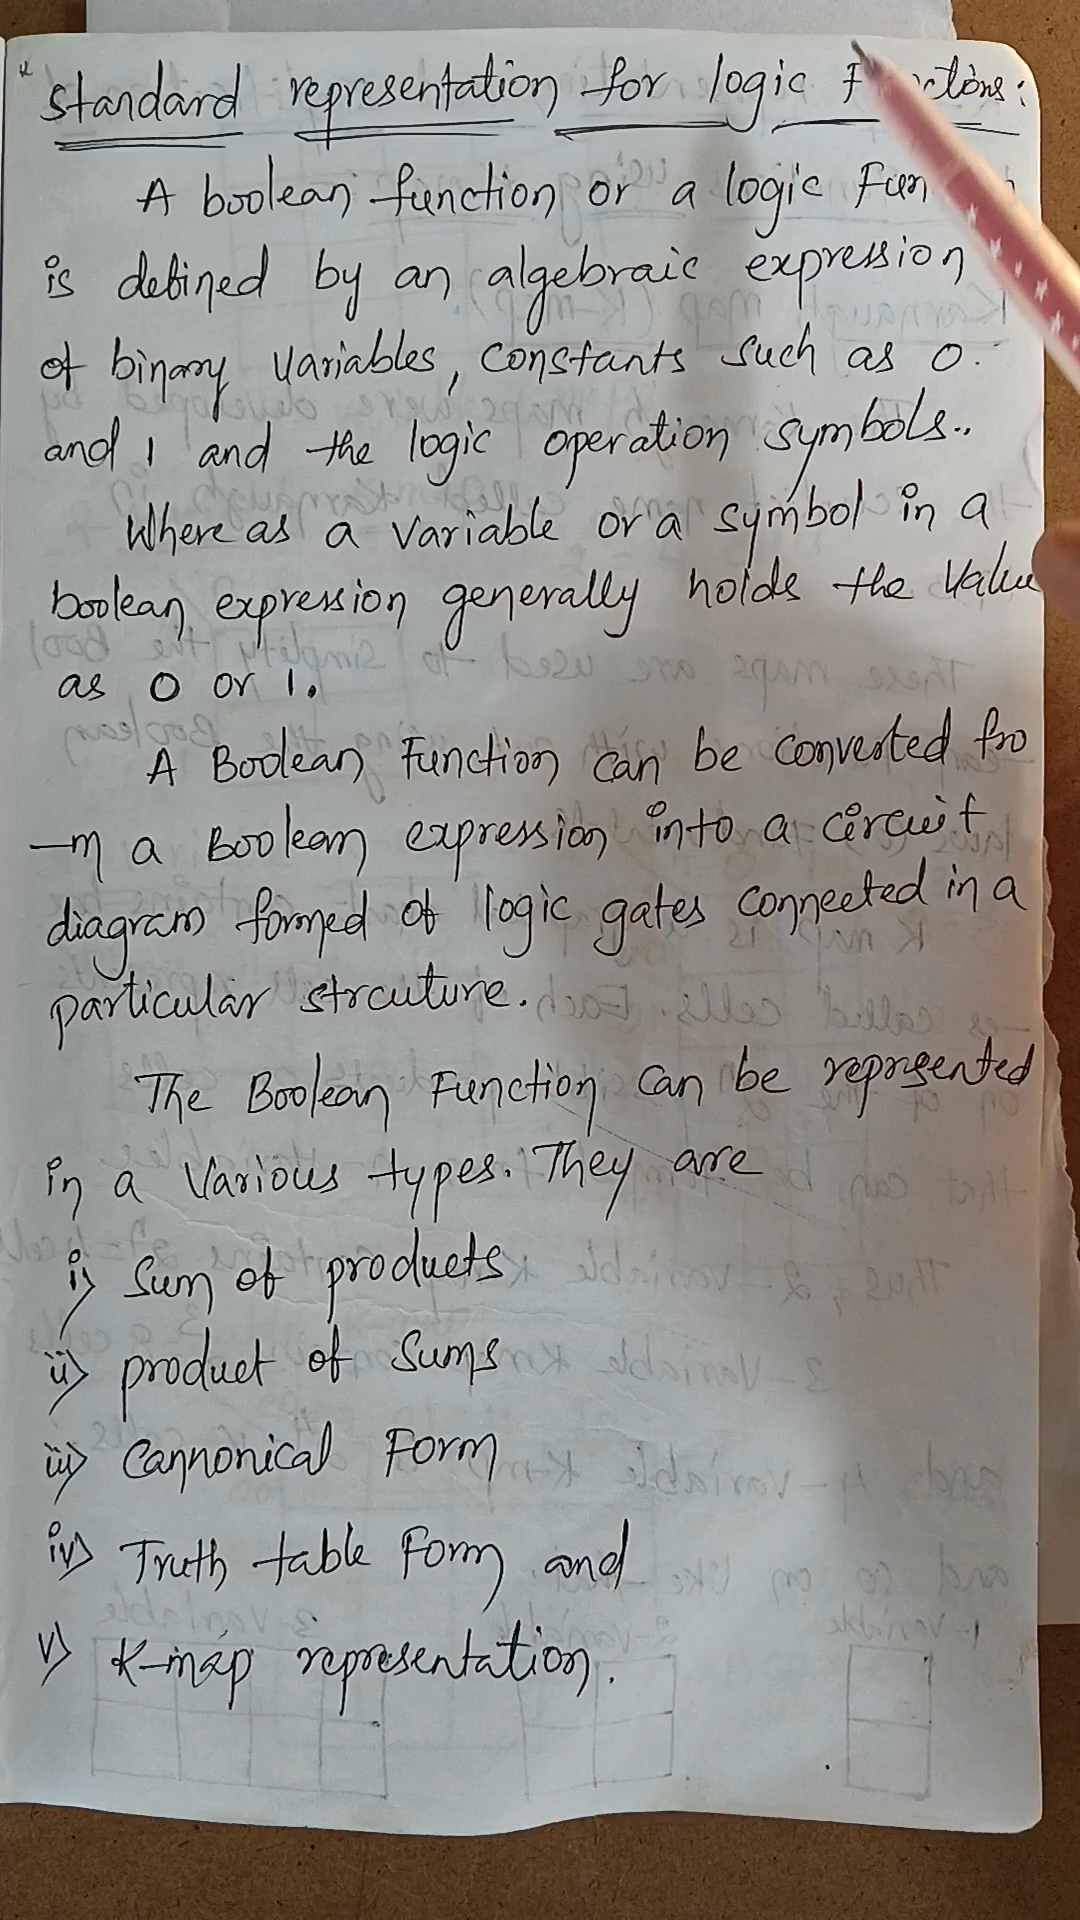 Standard representation for logic
A boolean function or a logic
is defined by an algebraic expression
of binary variables, constants such as 0.
and 1 and the logic operation symbols..
Where as a variable or a symbol in a
boolean expression generally holds the value
as 0 or 1.
A Boolean Function can be converted fro
-m a Boolean expression into a circuit
diagram formed of logic gates connected in a
particular strcuture.
The Boolean Function can be represented
in a various types. They are
i) Sum of products
ii) product of Sums
iii) Cannonical Form
iv) Truth table Form and
v) K-map representation.